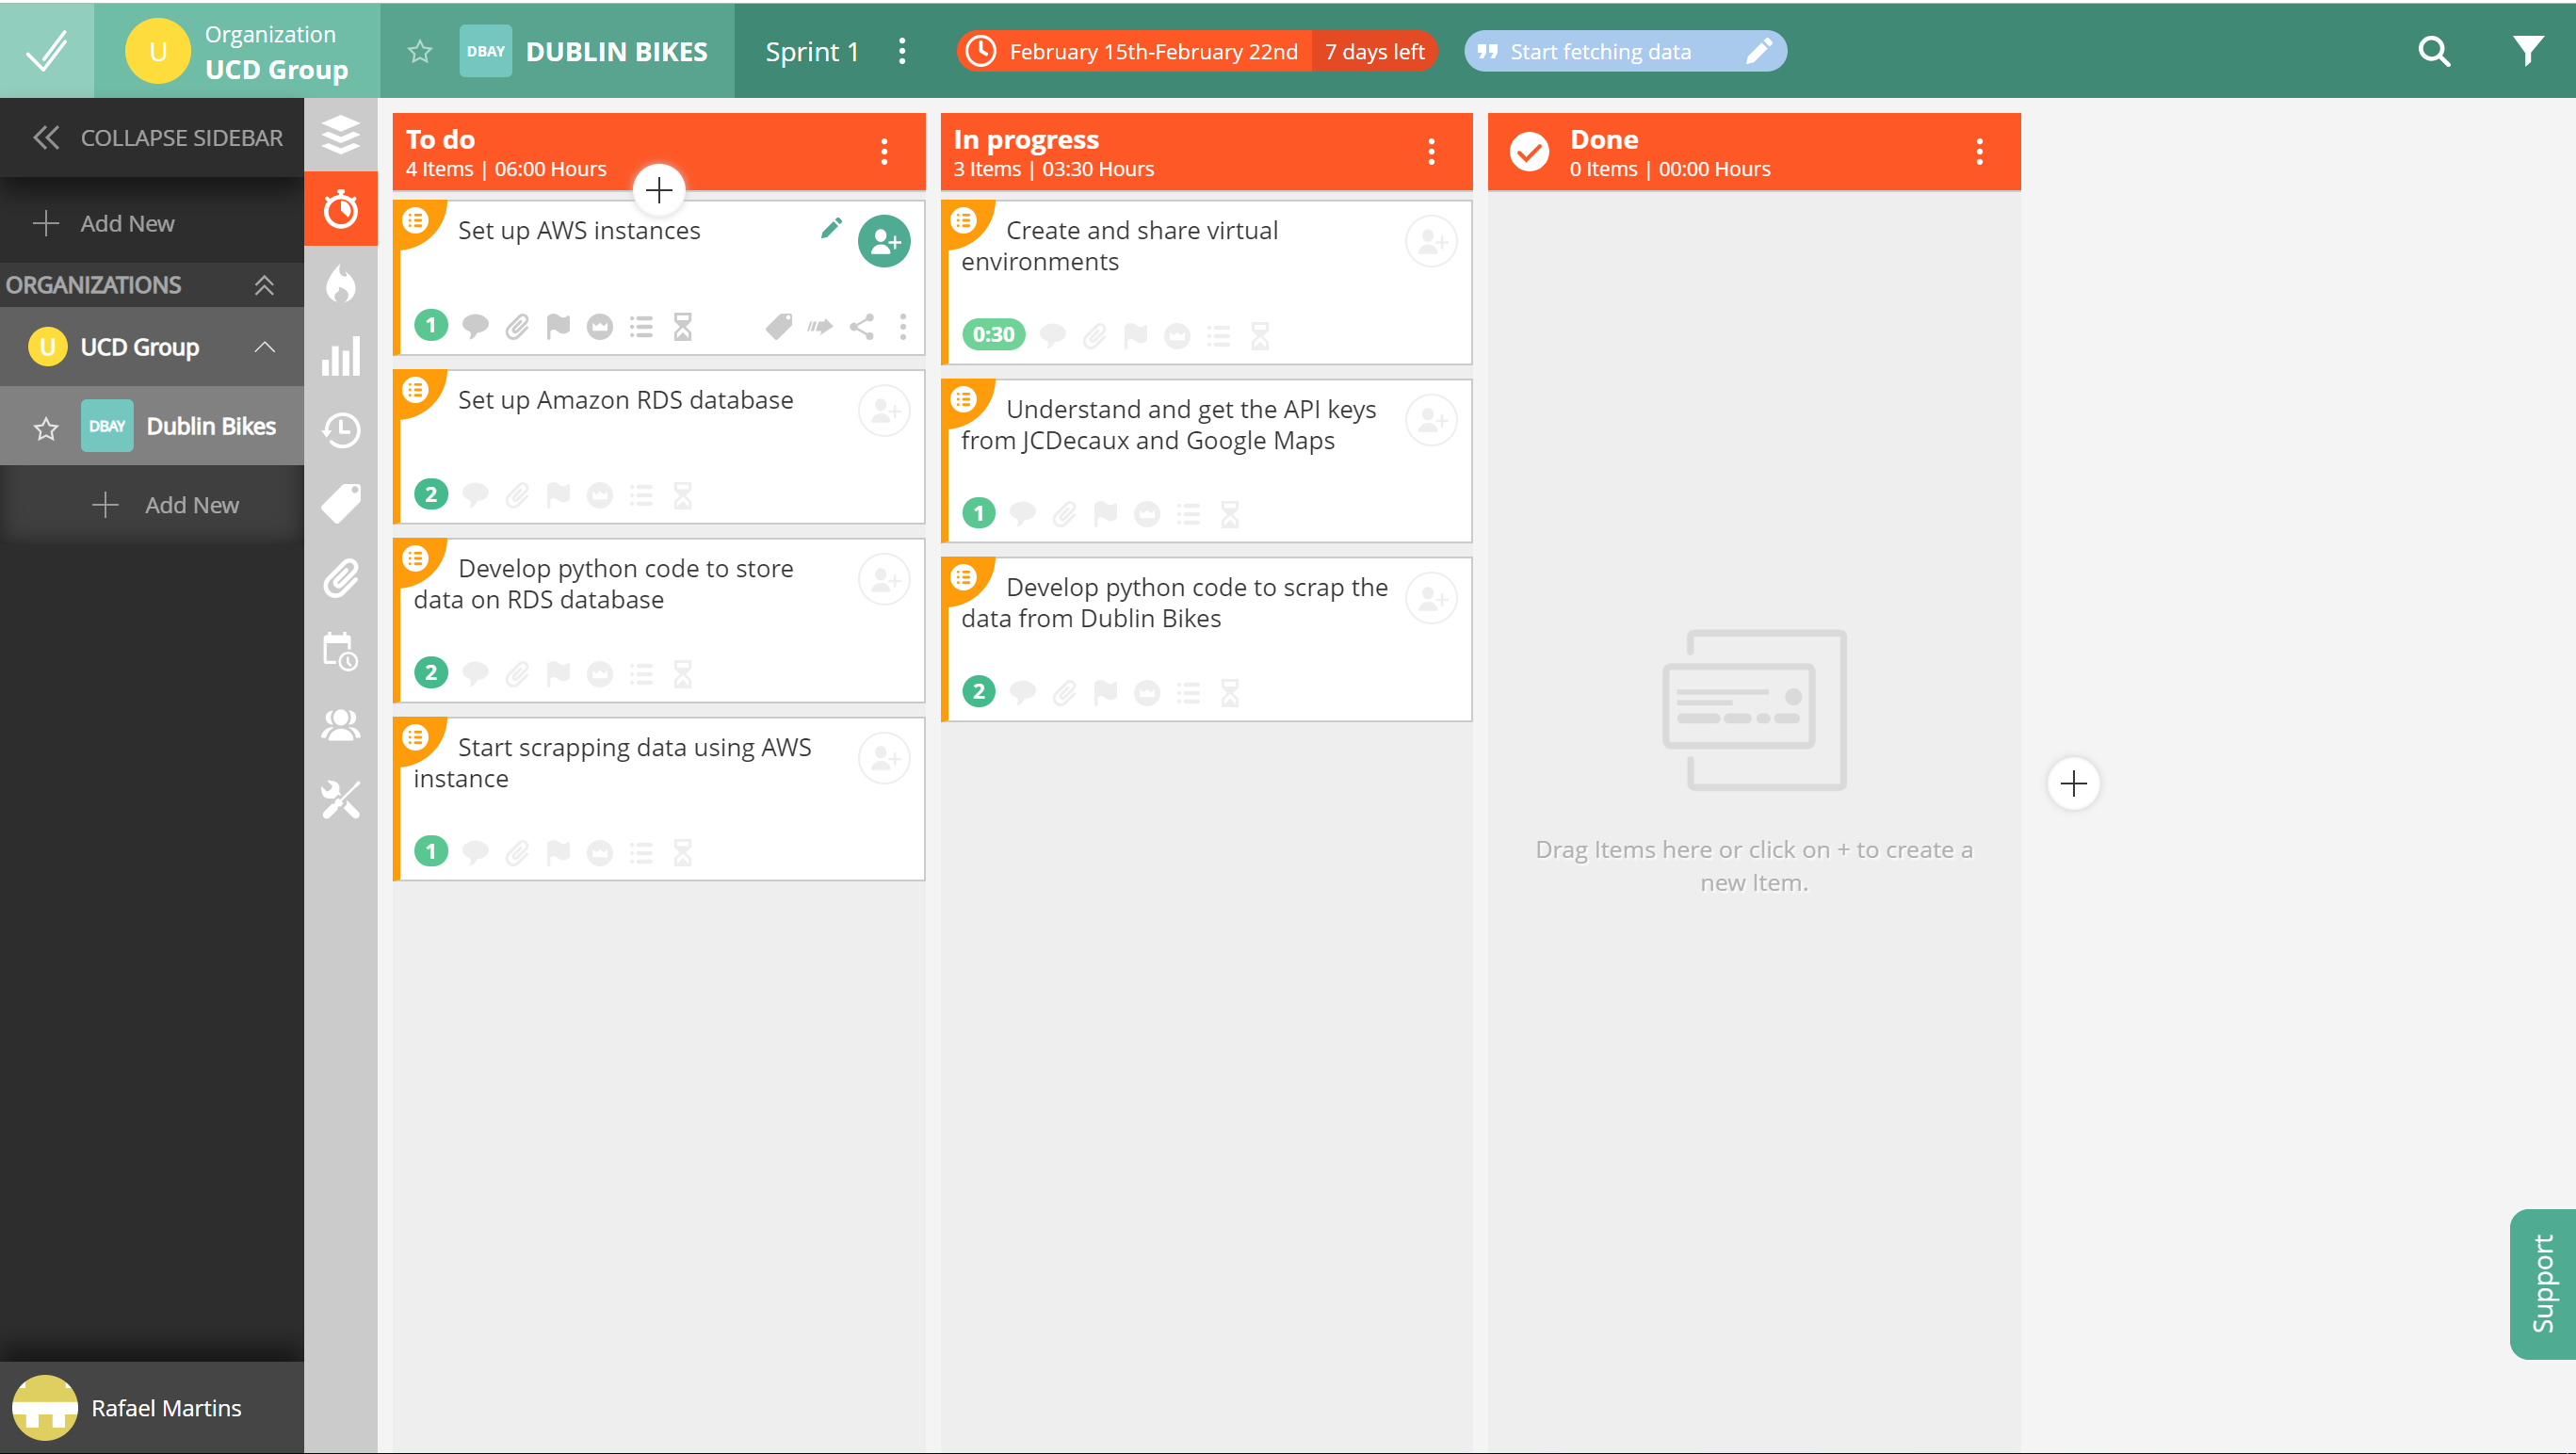 U
Organization
UCD Group
DBAY
DUBLIN BIKES
Sprint 1
February 15th-February 22nd
7 days left
Start fetching data
COLLAPSE SIDEBAR
Add New
ORGANIZATIONS
U
UCD Group
DBAY
Dublin Bikes
Add New
Rafael Martins
To do
4 Items | 06:00 Hours
Set up AWS instances
1
Set up Amazon RDS database
2
Develop python code to store
data on RDS database
2
Start scrapping data using AWS
instance
1
In progress
3 Items | 03:30 Hours
Create and share virtual
environments
0:30
Understand and get the API keys
from JCDecaux and Google Maps
1
Develop python code to scrap the
data from Dublin Bikes
2
Done
0 Items | 00:00 Hours
Drag Items here or click on + to create a
new Item.
Support